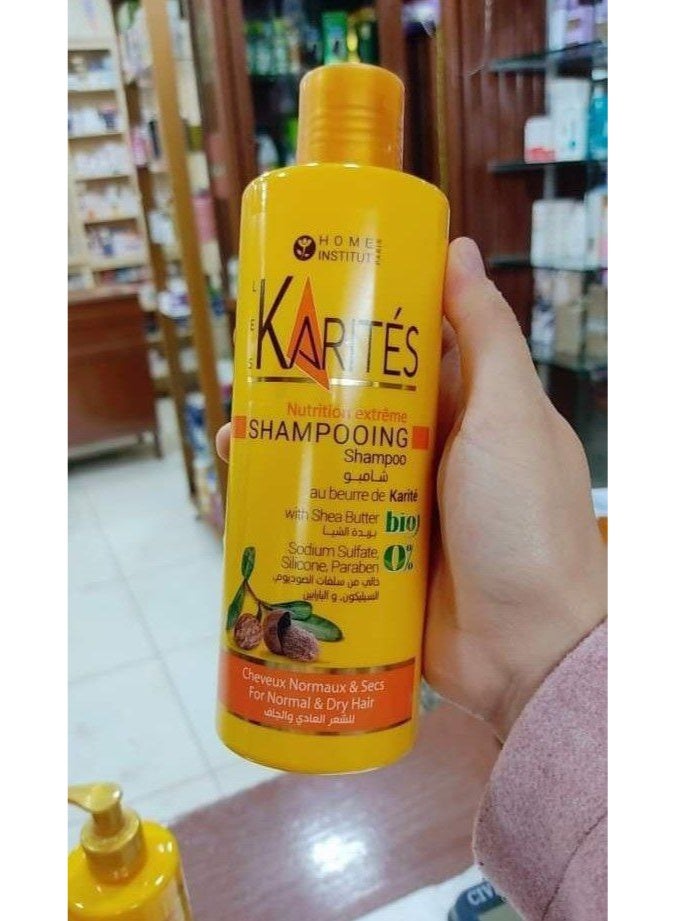 HOME
INSTITUT
PARIS
LES
KARITÉS
Nutrition extrême
SHAMPOOING
Shampoo
شامبو
au beurre de Karité
with Shea Butter bio
بزبدة الشيا
Sodium Sulfate, 0%
Silicone, Paraben
خالي من سلفات الصوديوم،
السيليكون، و البارابين
Cheveux Normaux & Secs
For Normal & Dry Hair
للشعر العادي والجاف